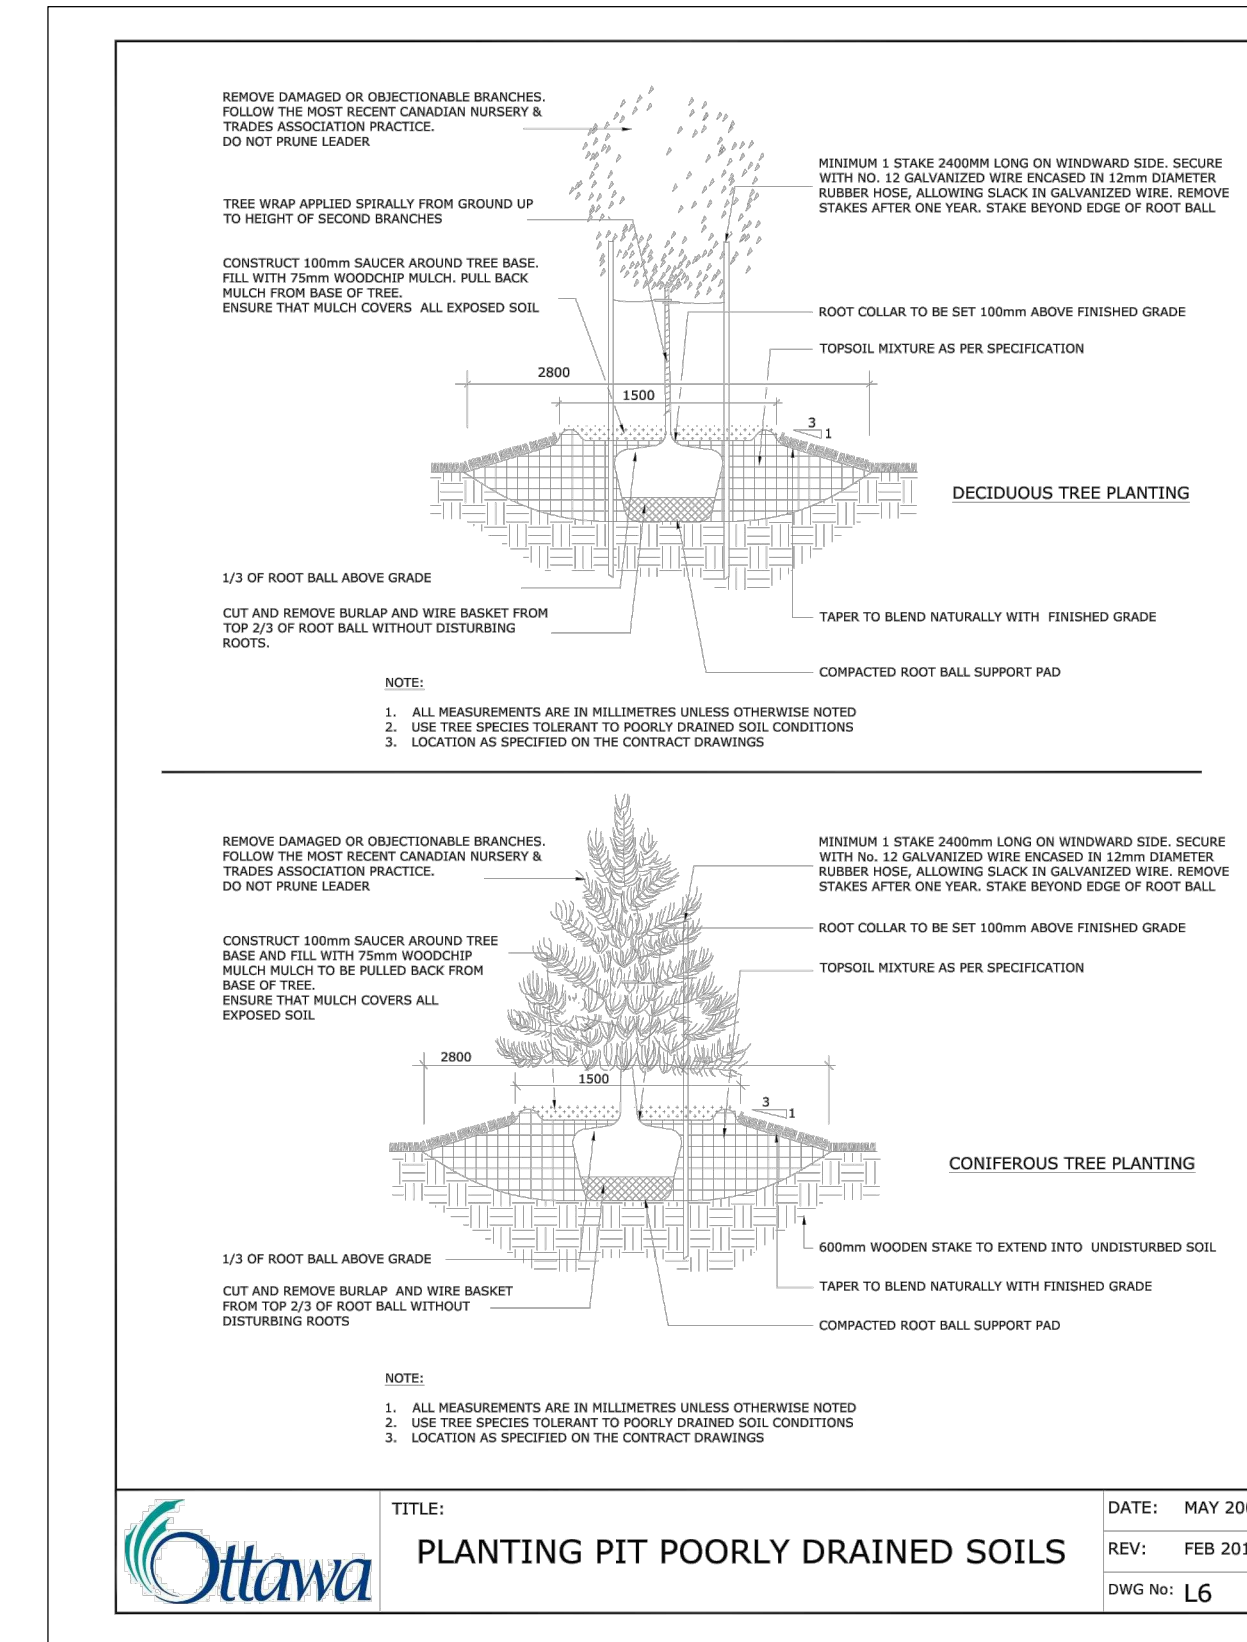 REMOVE DAMAGED OR OBJECTIONABLE BRANCHES.
FOLLOW THE MOST RECENT CANADIAN NURSERY &
TRADES ASSOCIATION PRACTICE.
DO NOT PRUNE LEADER
MINIMUM 1 STAKE 2400MM LONG ON WINDWARD SIDE. SECURE
WITH NO. 12 GALVANIZED WIRE ENCASED IN 12mm DIAMETER
RUBBER HOSE, ALLOWING SLACK IN GALVANIZED WIRE. REMOVE
STAKES AFTER ONE YEAR. STAKE BEYOND EDGE OF ROOT BALL
TREE WRAP APPLIED SPIRALLY FROM GROUND UP
TO HEIGHT OF SECOND BRANCHES
CONSTRUCT 100mm SAUCER AROUND TREE BASE.
FILL WITH 75mm WOODCHIP MULCH. PULL BACK
MULCH FROM BASE OF TREE.
ENSURE THAT MULCH COVERS ALL EXPOSED SOIL
ROOT COLLAR TO BE SET 100mm ABOVE FINISHED GRADE
TOPSOIL MIXTURE AS PER SPECIFICATION
2800
1500
3
1
DECIDUOUS TREE PLANTING
1/3 OF ROOT BALL ABOVE GRADE
CUT AND REMOVE BURLAP AND WIRE BASKET FROM
TOP 2/3 OF ROOT BALL WITHOUT DISTURBING
ROOTS.
TAPER TO BLEND NATURALLY WITH FINISHED GRADE
COMPACTED ROOT BALL SUPPORT PAD
NOTE:
1. ALL MEASUREMENTS ARE IN MILLIMETRES UNLESS OTHERWISE NOTED
2. USE TREE SPECIES TOLERANT TO POORLY DRAINED SOIL CONDITIONS
3. LOCATION AS SPECIFIED ON THE CONTRACT DRAWINGS
REMOVE DAMAGED OR OBJECTIONABLE BRANCHES.
FOLLOW THE MOST RECENT CANADIAN NURSERY &
TRADES ASSOCIATION PRACTICE.
DO NOT PRUNE LEADER
MINIMUM 1 STAKE 2400mm LONG ON WINDWARD SIDE. SECURE
WITH No. 12 GALVANIZED WIRE ENCASED IN 12mm DIAMETER
RUBBER HOSE, ALLOWING SLACK IN GALVANIZED WIRE. REMOVE
STAKES AFTER ONE YEAR. STAKE BEYOND EDGE OF ROOT BALL
ROOT COLLAR TO BE SET 100mm ABOVE FINISHED GRADE
CONSTRUCT 100mm SAUCER AROUND TREE
BASE AND FILL WITH 75mm WOODCHIP
MULCH MULCH TO BE PULLED BACK FROM
BASE OF TREE.
ENSURE THAT MULCH COVERS ALL
EXPOSED SOIL
TOPSOIL MIXTURE AS PER SPECIFICATION
2800
1500
3
1
CONIFEROUS TREE PLANTING
600mm WOODEN STAKE TO EXTEND INTO UNDISTURBED SOIL
1/3 OF ROOT BALL ABOVE GRADE
CUT AND REMOVE BURLAP AND WIRE BASKET
FROM TOP 2/3 OF ROOT BALL WITHOUT
DISTURBING ROOTS
TAPER TO BLEND NATURALLY WITH FINISHED GRADE
COMPACTED ROOT BALL SUPPORT PAD
NOTE:
1. ALL MEASUREMENTS ARE IN MILLIMETRES UNLESS OTHERWISE NOTED
2. USE TREE SPECIES TOLERANT TO POORLY DRAINED SOIL CONDITIONS
3. LOCATION AS SPECIFIED ON THE CONTRACT DRAWINGS
Ottawa
TITLE:
PLANTING PIT POORLY DRAINED SOILS
DATE: MAY
REV: FEB
DWG No: L6